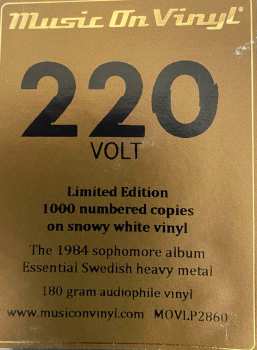 Music On Vinyl®
220
VOLT
Limited Edition
1000 numbered copies
on snowy white vinyl
The 1984 sophomore album
Essential Swedish heavy metal
180 gram audiophile vinyl
www.musiconvinyl.com MOVLP2860